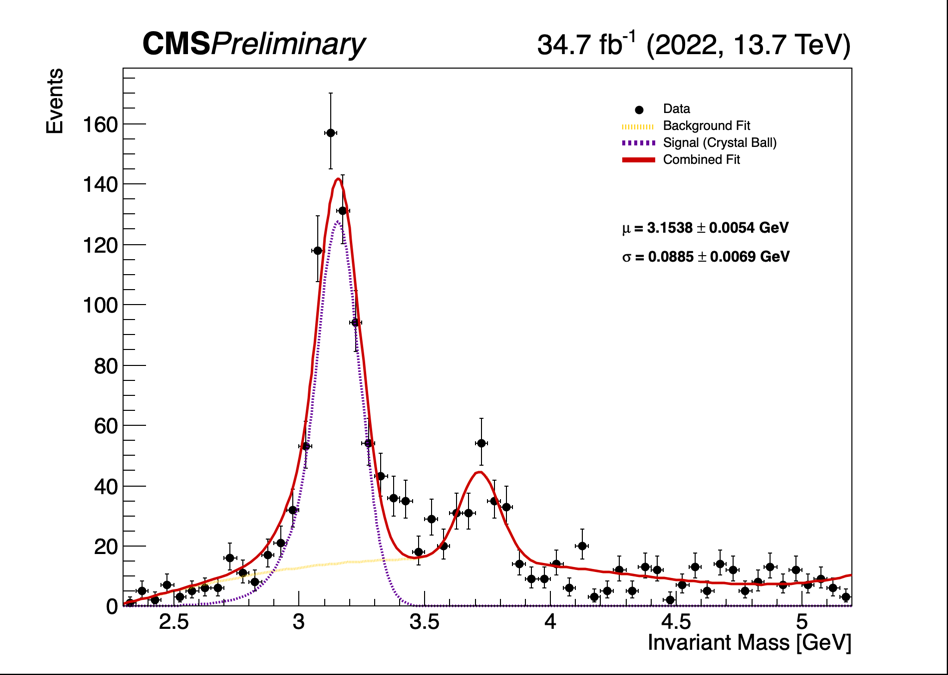 CMSPreliminary 34.7 fb⁻¹ (2022, 13.7 TeV)
Events
160
140
120
100
80
60
40
20
0
Data
Background Fit
Signal (Crystal Ball)
Combined Fit
μ = 3.1538 ± 0.0054 GeV
σ = 0.0885 ± 0.0069 GeV
2.5 3 3.5 4 4.5 5
Invariant Mass [GeV]